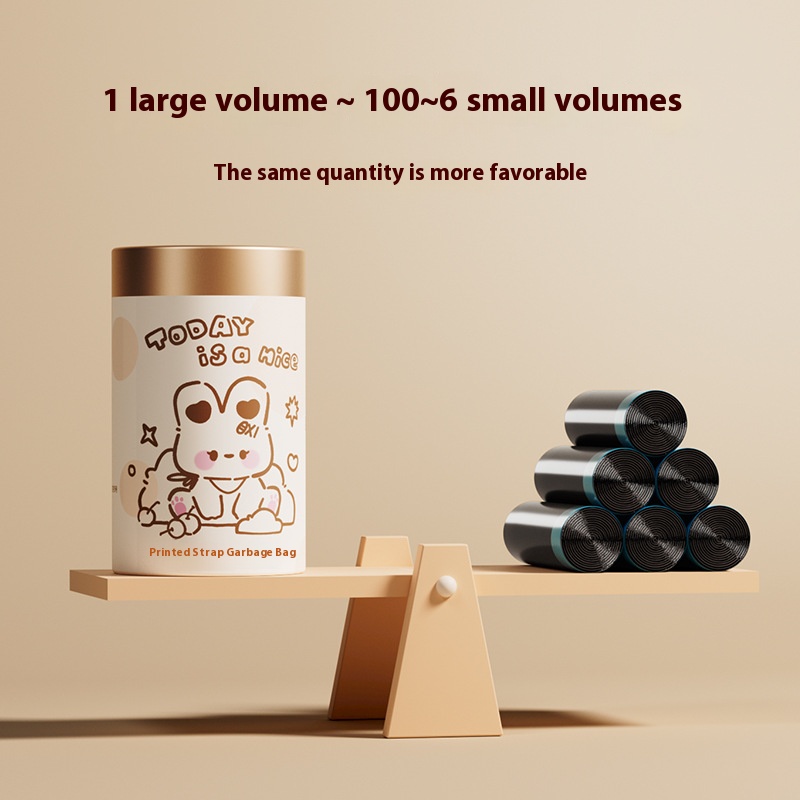 1 large volume ~ 100~6 small volumes
The same quantity is more favorable
TODAY
is a Nice
Printed Strap Garbage Bag